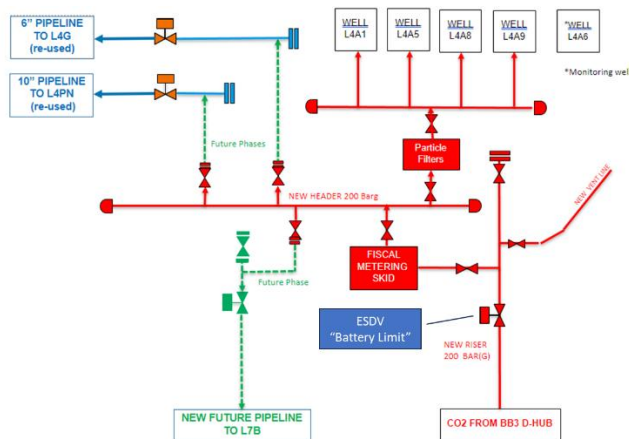 6” PIPELINE
TO L4G
(re-used)
10” PIPELINE
TO L4PN
(re-used)
WELL
L4A1
WELL
L4A5
WELL
L4A8
WELL
L4A9
*WELL
L4A6
*Monitoring well
Particle
Filters
Future Phases
NEW HEADER 200 Barg
NEW VENT LINE
FISCAL
METERING
SKID
Future Phase
ESDV
“Battery Limit”
NEW RISER
200 BAR(G)
NEW FUTURE PIPELINE
TO L7B
CO2 FROM BB3 D-HUB